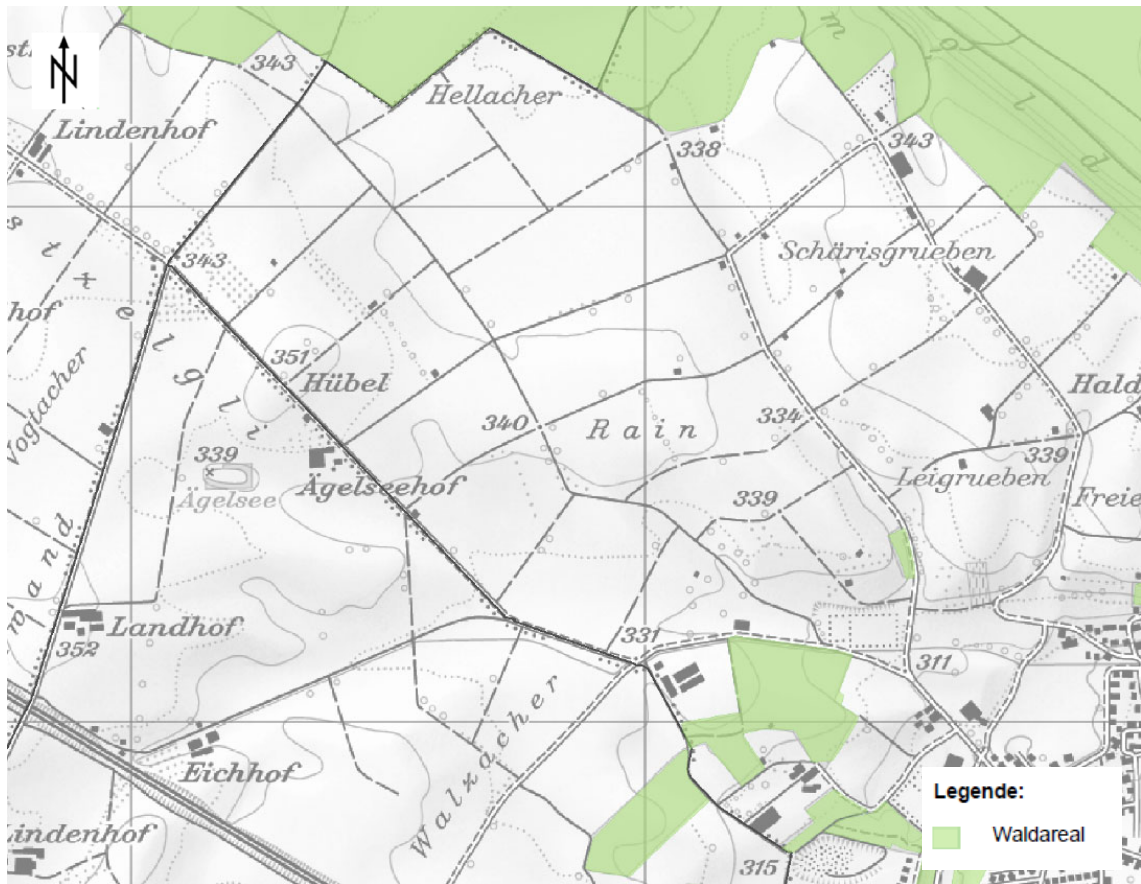 N
343
Hellacher
Lindenhof
338
343
343
Schärisgrueben
351
Hübel
Vogtacher
340
Rain
334
Hald
339
Ägelsee
Ägelseehof
339
Leigrueben
339
Freie
Landhof
352
331
311
Walzacher
Eichhof
Lindenhof
315
Legende:
Waldareal